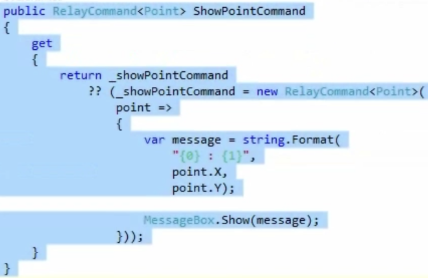 public RelayCommand<Point> ShowPointCommand
{
get
{
return _showPointCommand
?? (_showPointCommand = new RelayCommand<Point>(
point =>
{
var message = string.Format(
"{0} : {1}",
point.X,
point.Y);
MessageBox.Show(message);
}));
}
}